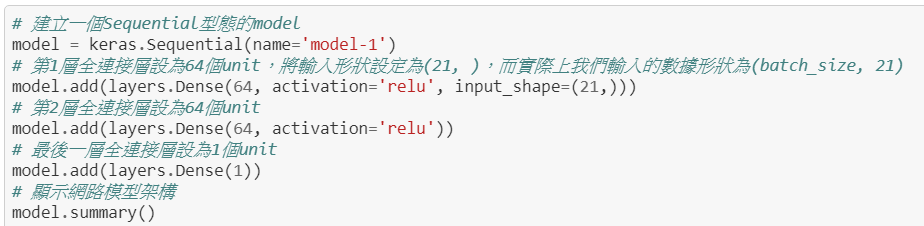 # 建立一個Sequential型態的model
model = keras.Sequential(name='model-1')
# 第1層全連接層設為64個unit，將輸入形狀設定為(21, )，而實際上我們輸入的數據形狀為(batch_size, 21)
model.add(layers.Dense(64, activation='relu', input_shape=(21,)))
# 第2層全連接層設為64個unit
model.add(layers.Dense(64, activation='relu'))
# 最後一層全連接層設為1個unit
model.add(layers.Dense(1))
# 顯示網路模型架構
model.summary()